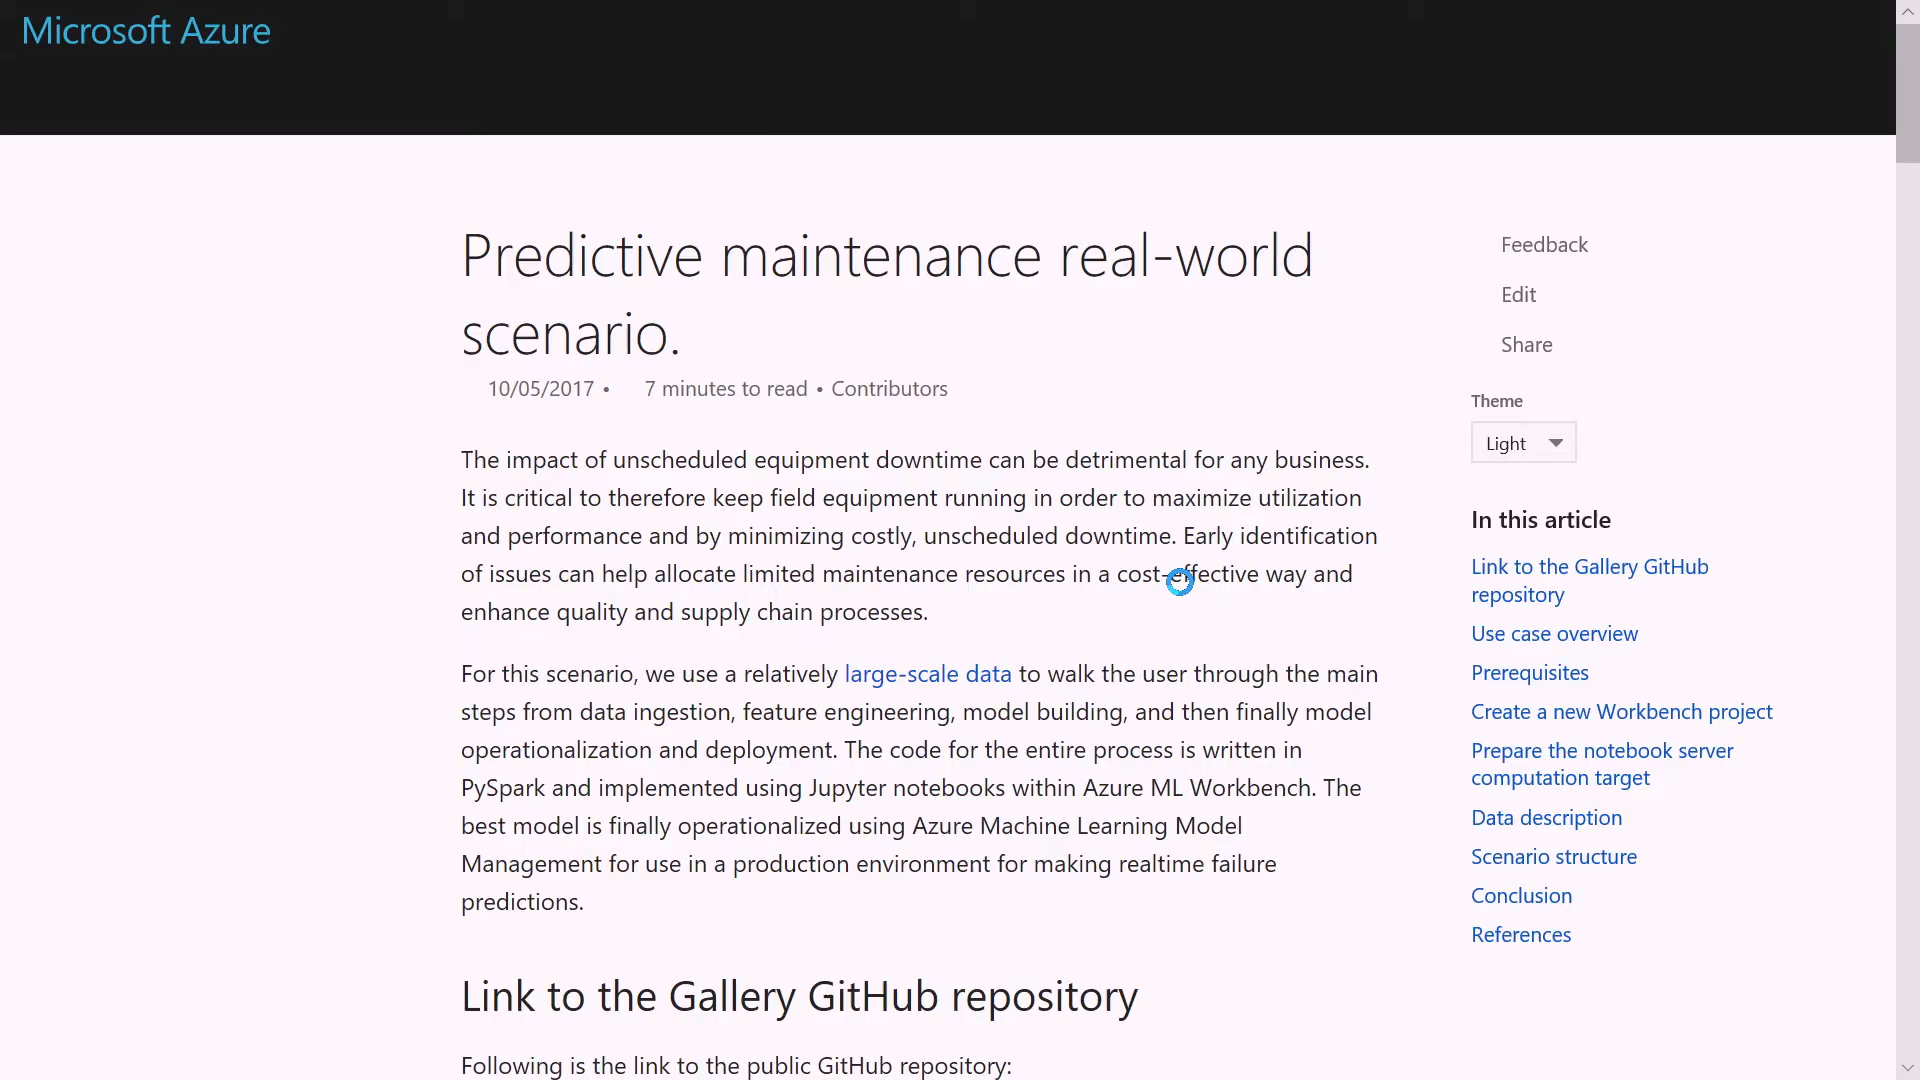 Microsoft Azure
Predictive maintenance real-world
scenario.
10/05/2017 • 7 minutes to read • Contributors
The impact of unscheduled equipment downtime can be detrimental for any business.
It is critical to therefore keep field equipment running in order to maximize utilization
and performance and by minimizing costly, unscheduled downtime. Early identification
of issues can help allocate limited maintenance resources in a cost-effective way and
enhance quality and supply chain processes.
For this scenario, we use a relatively large-scale data to walk the user through the main
steps from data ingestion, feature engineering, model building, and then finally model
operationalization and deployment. The code for the entire process is written in
PySpark and implemented using Jupyter notebooks within Azure ML Workbench. The
best model is finally operationalized using Azure Machine Learning Model
Management for use in a production environment for making realtime failure
predictions.
Link to the Gallery GitHub repository
Following is the link to the public GitHub repository:
Feedback
Edit
Share
Theme
Light
In this article
Link to the Gallery GitHub
repository
Use case overview
Prerequisites
Create a new Workbench project
Prepare the notebook server
computation target
Data description
Scenario structure
Conclusion
References